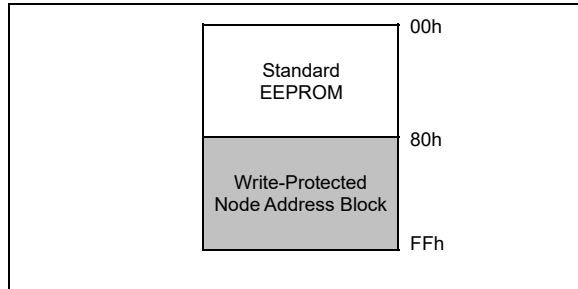 00h
Standard
EEPROM
80h
Write-Protected
Node Address Block
FFh